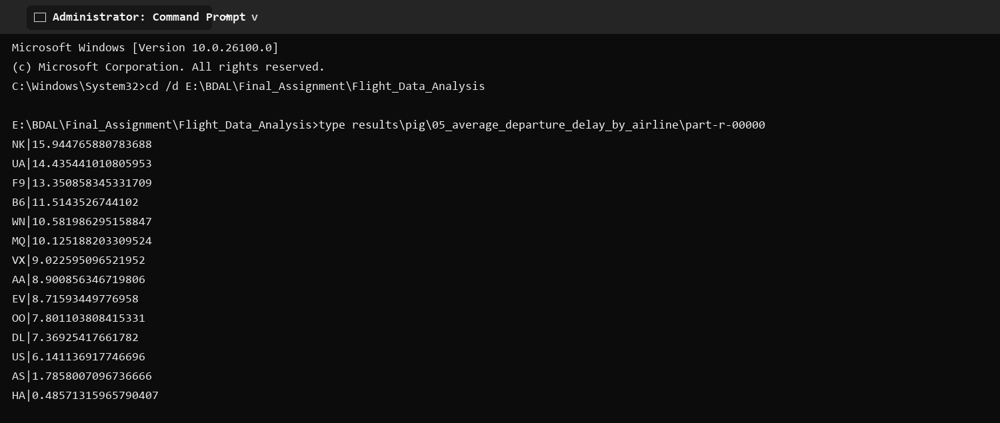 Administrator: Command Prompt v
Microsoft Windows [Version 10.0.26100.0]
(c) Microsoft Corporation. All rights reserved.
C:\Windows\System32>cd /d E:\BDAL\Final_Assignment\Flight_Data_Analysis
E:\BDAL\Final_Assignment\Flight_Data_Analysis>type results\pig\05_average_departure_delay_by_airline\part-r-00000
NK|15.944765880783688
UA|14.435441010805953
F9|13.350858345331709
B6|11.5143526744102
WN|10.581986295158847
MQ|10.125188203309524
VX|9.022595096521952
AA|8.900856346719806
EV|8.71593449776958
OO|7.801103808415331
DL|7.36925417661782
US|6.141136917746696
AS|1.7858007096736666
HA|0.48571315965790407